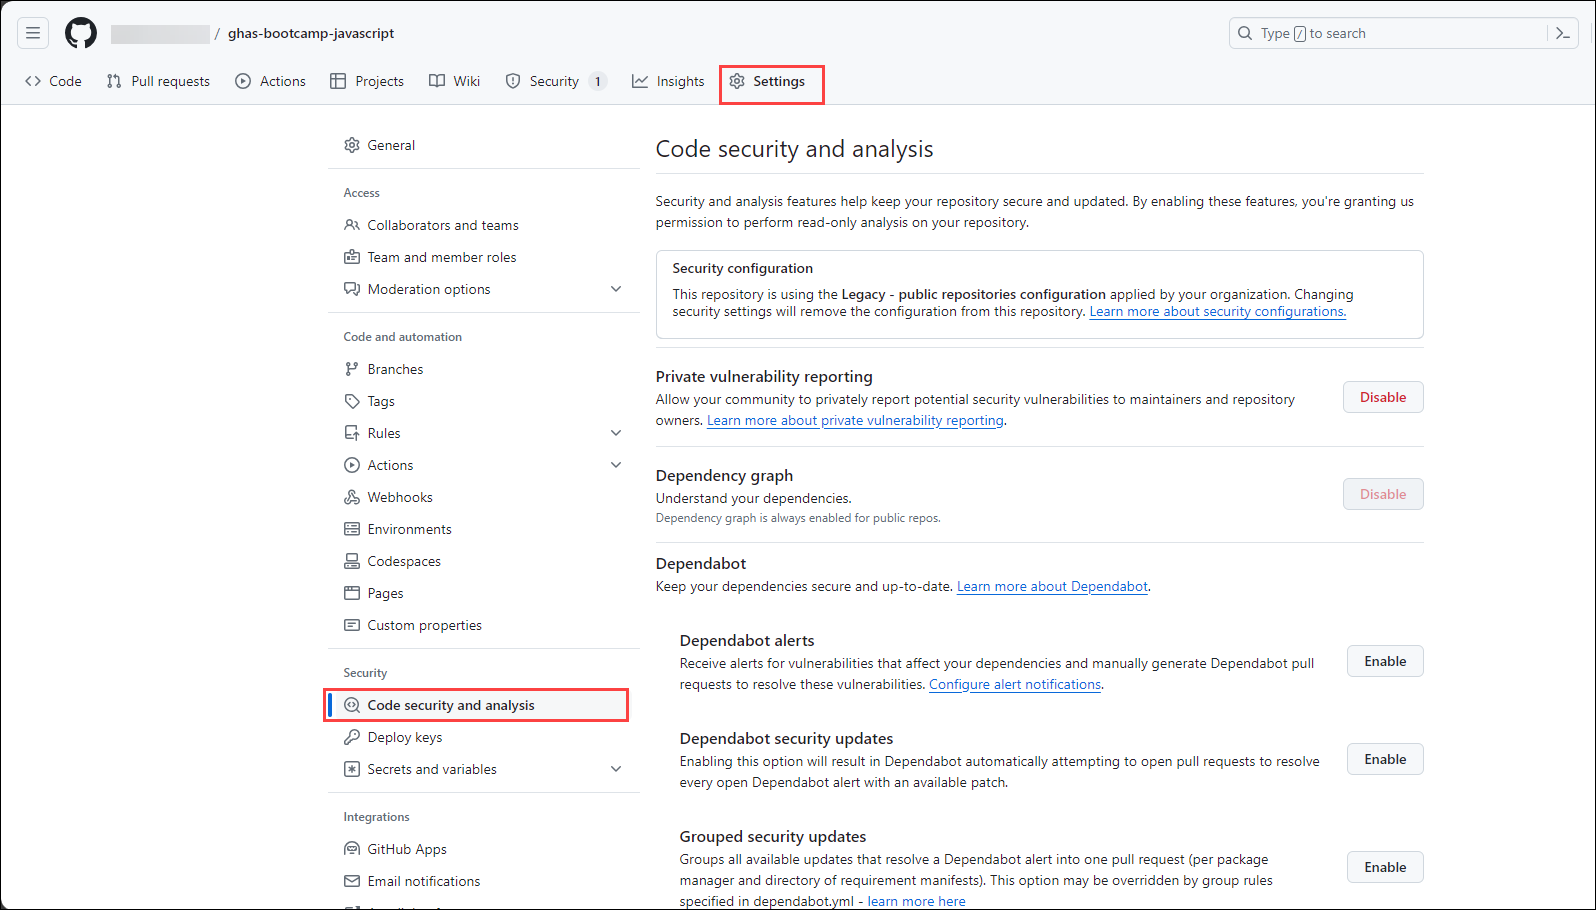 / ghas-bootcamp-javascript
Type / to search
Code
Pull requests
Actions
Projects
Wiki
Security 1
Insights
Settings
General
Access
Collaborators and teams
Team and member roles
Moderation options
Code and automation
Branches
Tags
Rules
Actions
Webhooks
Environments
Codespaces
Pages
Custom properties
Security
Code security and analysis
Deploy keys
Secrets and variables
Integrations
GitHub Apps
Email notifications
Code security and analysis
Security and analysis features help keep your repository secure and updated. By enabling these features, you're granting us
permission to perform read-only analysis on your repository.
Security configuration
This repository is using the Legacy - public repositories configuration applied by your organization. Changing
security settings will remove the configuration from this repository. Learn more about security configurations.
Private vulnerability reporting
Allow your community to privately report potential security vulnerabilities to maintainers and repository
owners. Learn more about private vulnerability reporting.
Disable
Dependency graph
Understand your dependencies.
Dependency graph is always enabled for public repos.
Disable
Dependabot
Keep your dependencies secure and up-to-date. Learn more about Dependabot.
Dependabot alerts
Receive alerts for vulnerabilities that affect your dependencies and manually generate Dependabot pull
requests to resolve these vulnerabilities. Configure alert notifications.
Enable
Dependabot security updates
Enabling this option will result in Dependabot automatically attempting to open pull requests to resolve
every open Dependabot alert with an available patch.
Enable
Grouped security updates
Groups all available updates that resolve a Dependabot alert into one pull request (per package
manager and directory of requirement manifests). This option may be overridden by group rules
specified in dependabot.yml - learn more here
Enable